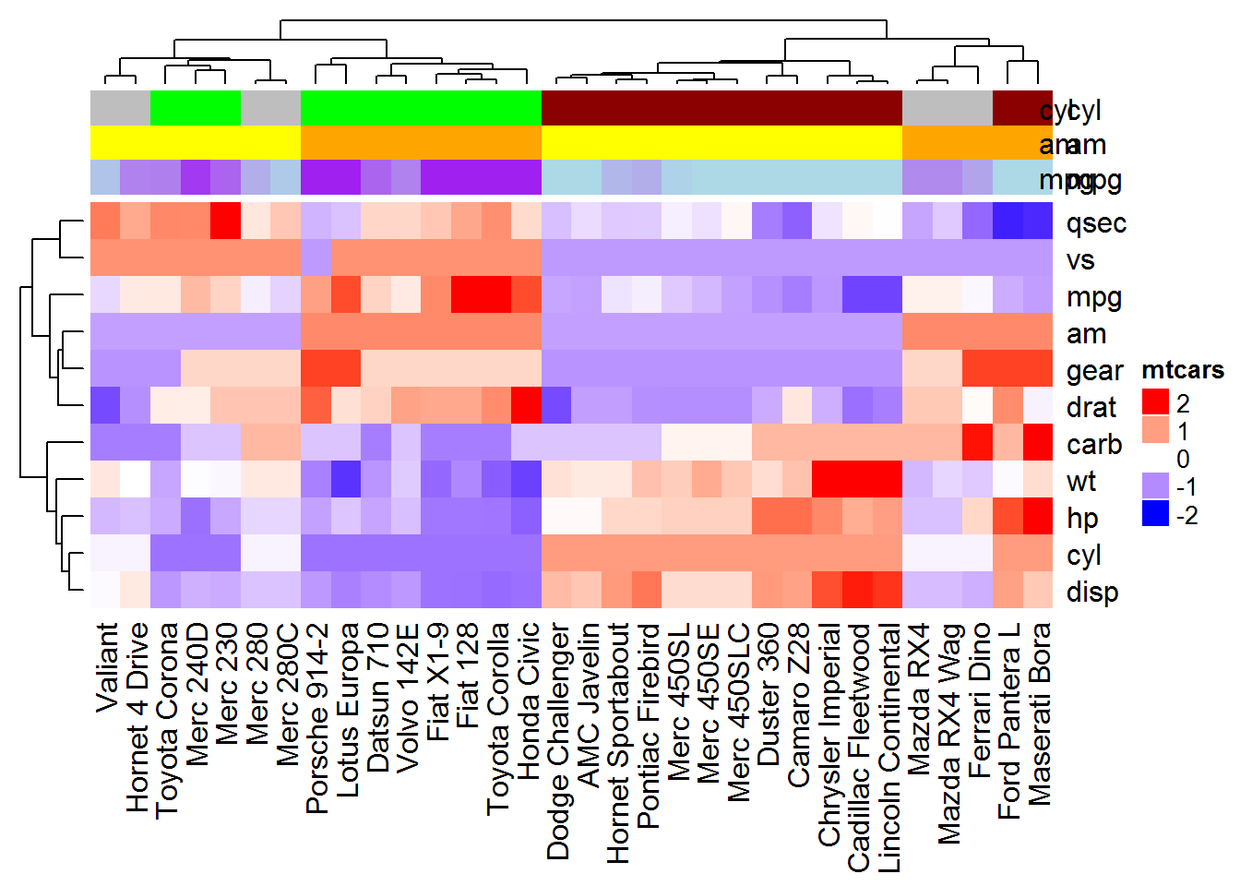 cyl cyl
am am
mpg mpg
qsec
vs
mpg
am
gear
drat
carb
wt
hp
cyl
disp
mtcars
2
1
0
-1
-2
Valiant
Hornet 4 Drive
Toyota Corona
Merc 240D
Merc 230
Merc 280
Merc 280C
Porsche 914-2
Lotus Europa
Datsun 710
Volvo 142E
Fiat X1-9
Fiat 128
Toyota Corolla
Honda Civic
Dodge Challenger
AMC Javelin
Hornet Sportabout
Pontiac Firebird
Merc 450SL
Merc 450SE
Merc 450SLC
Duster 360
Camaro Z28
Chrysler Imperial
Cadillac Fleetwood
Lincoln Continental
Mazda RX4
Mazda RX4 Wag
Ferrari Dino
Ford Pantera L
Maserati Bora